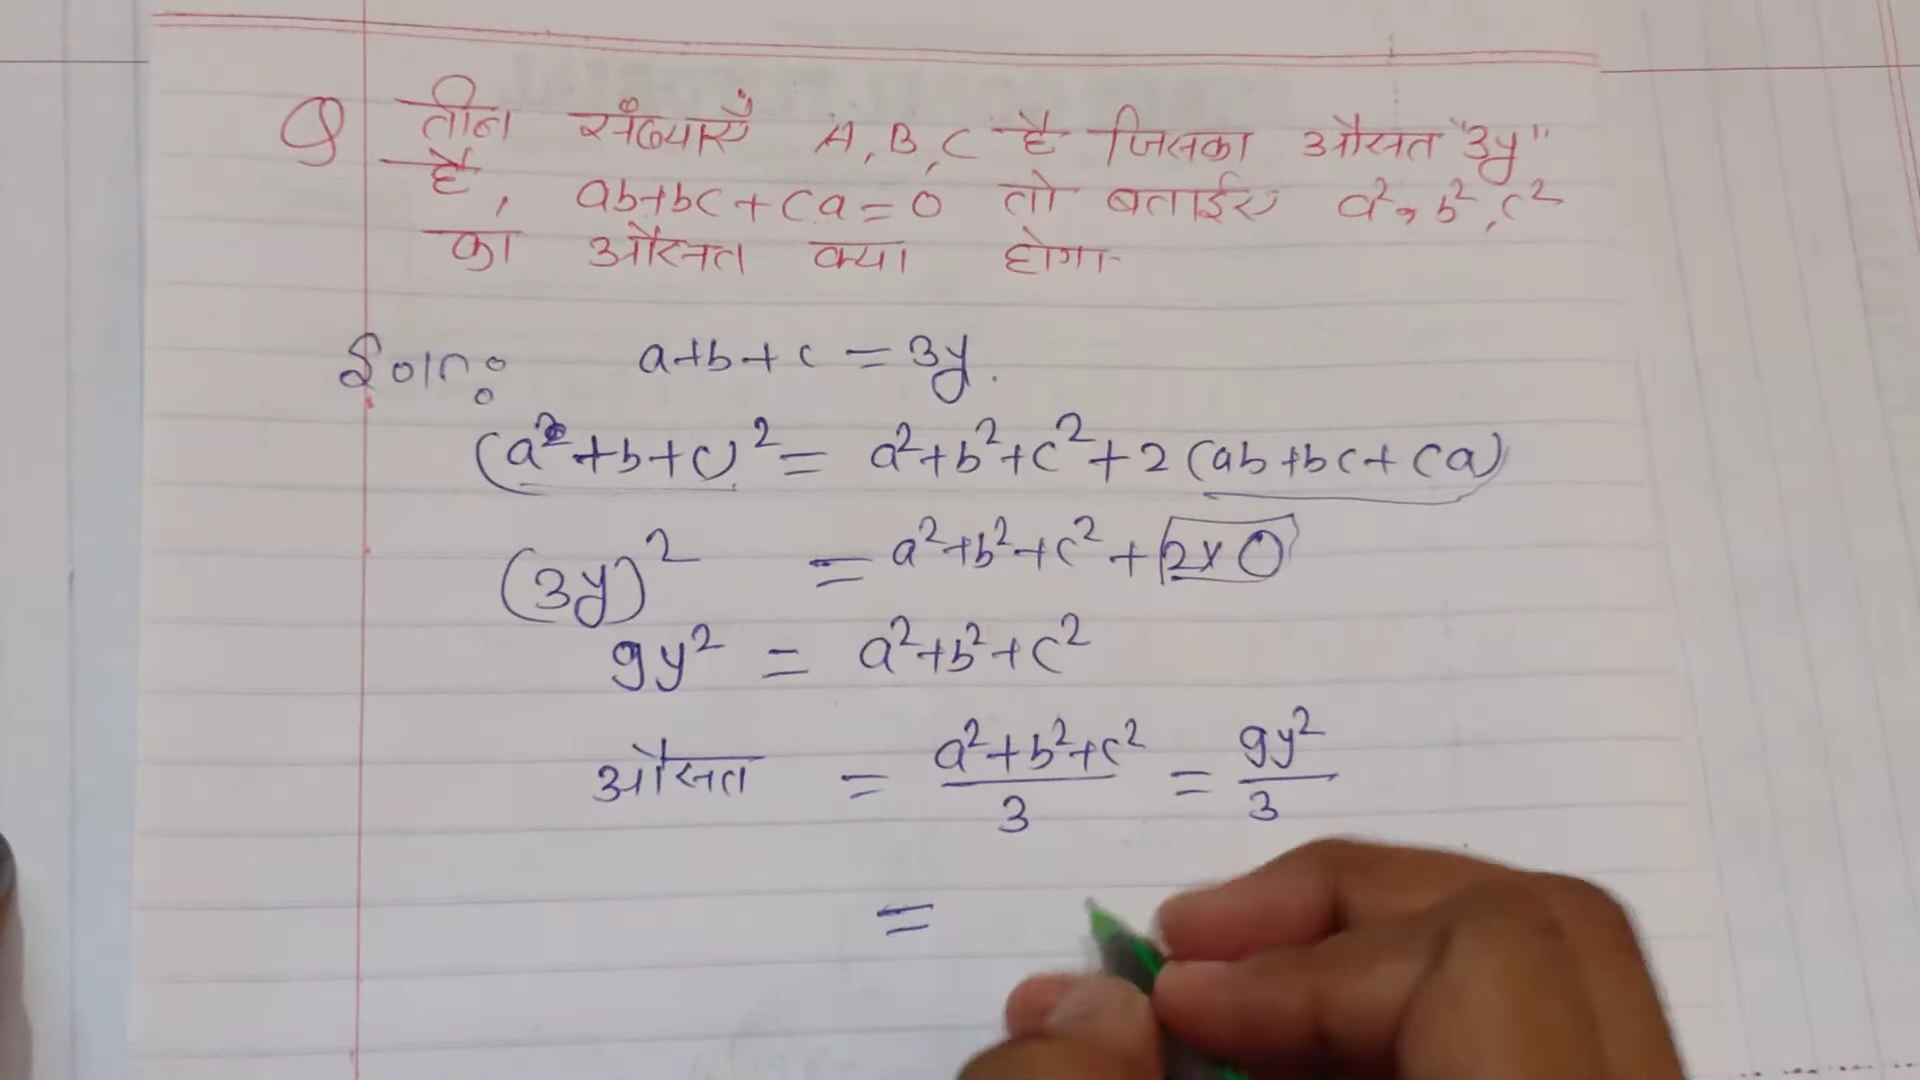 Q तीन संख्याएँ A, B, C है जिसका औसत "3y"
है, ab+bc+ca=0 तो बताईए a², b², c²
का औसत क्या होगा
Soln: a+b+c = 3y.
(a+b+c)² = a²+b²+c²+2(ab+bc+ca)
(3y)² = a²+b²+c²+2×0
9y² = a²+b²+c²
औसत = a²+b²+c²/3 = 9y²/3
=